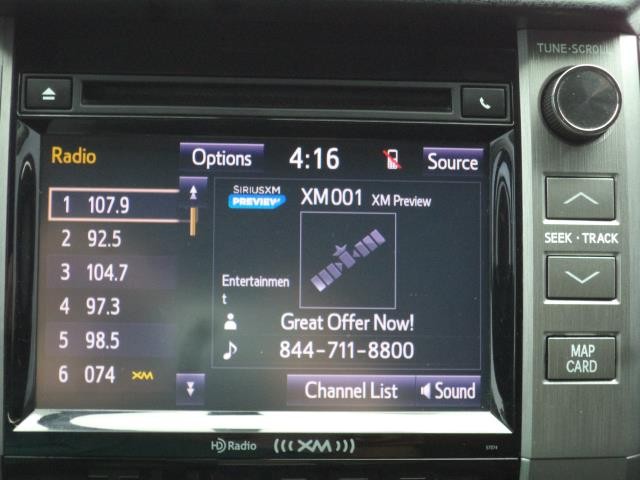 TUNE·SCROLL
Radio
Options
4:16
Source
1 107.9
2 92.5
3 104.7
4 97.3
5 98.5
6 074 XM
SIRIUSXM
PREVIEW
XM001 XM Preview
Entertainmen
t
Great Offer Now!
844-711-8800
Channel List
Sound
SEEK·TRACK
MAP
CARD
HD Radio
(((XM)))